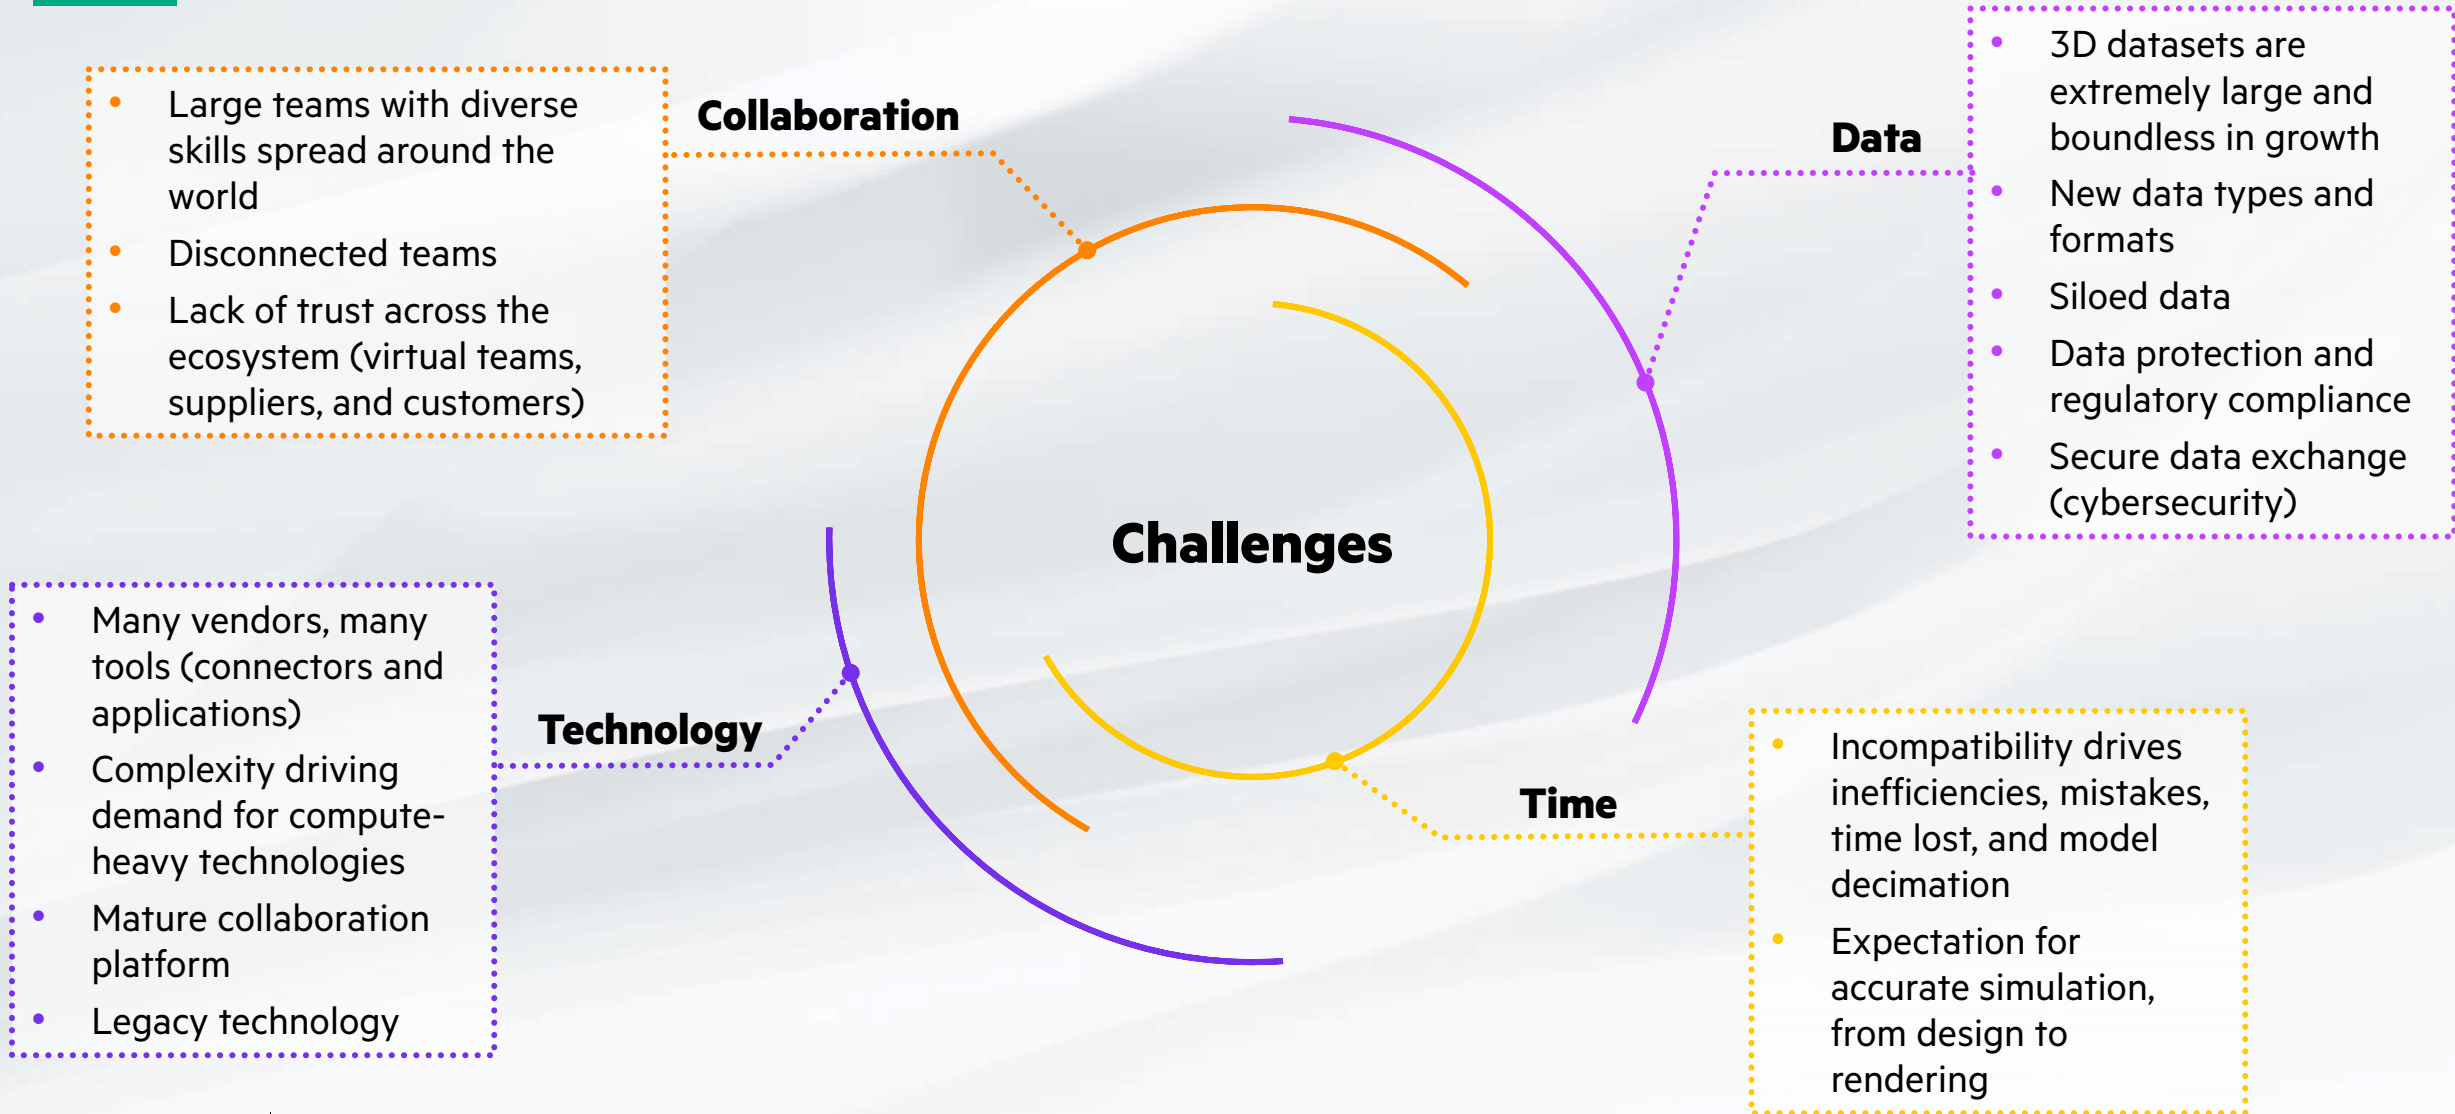 Collaboration
• Large teams with diverse
skills spread around the
world
• Disconnected teams
• Lack of trust across the
ecosystem (virtual teams,
suppliers, and customers)
Data
• 3D datasets are
extremely large and
boundless in growth
• New data types and
formats
• Siloed data
• Data protection and
regulatory compliance
• Secure data exchange
(cybersecurity)
Challenges
Technology
• Many vendors, many
tools (connectors and
applications)
• Complexity driving
demand for compute-
heavy technologies
• Mature collaboration
platform
• Legacy technology
Time
• Incompatibility drives
inefficiencies, mistakes,
time lost, and model
decimation
• Expectation for
accurate simulation,
from design to
rendering